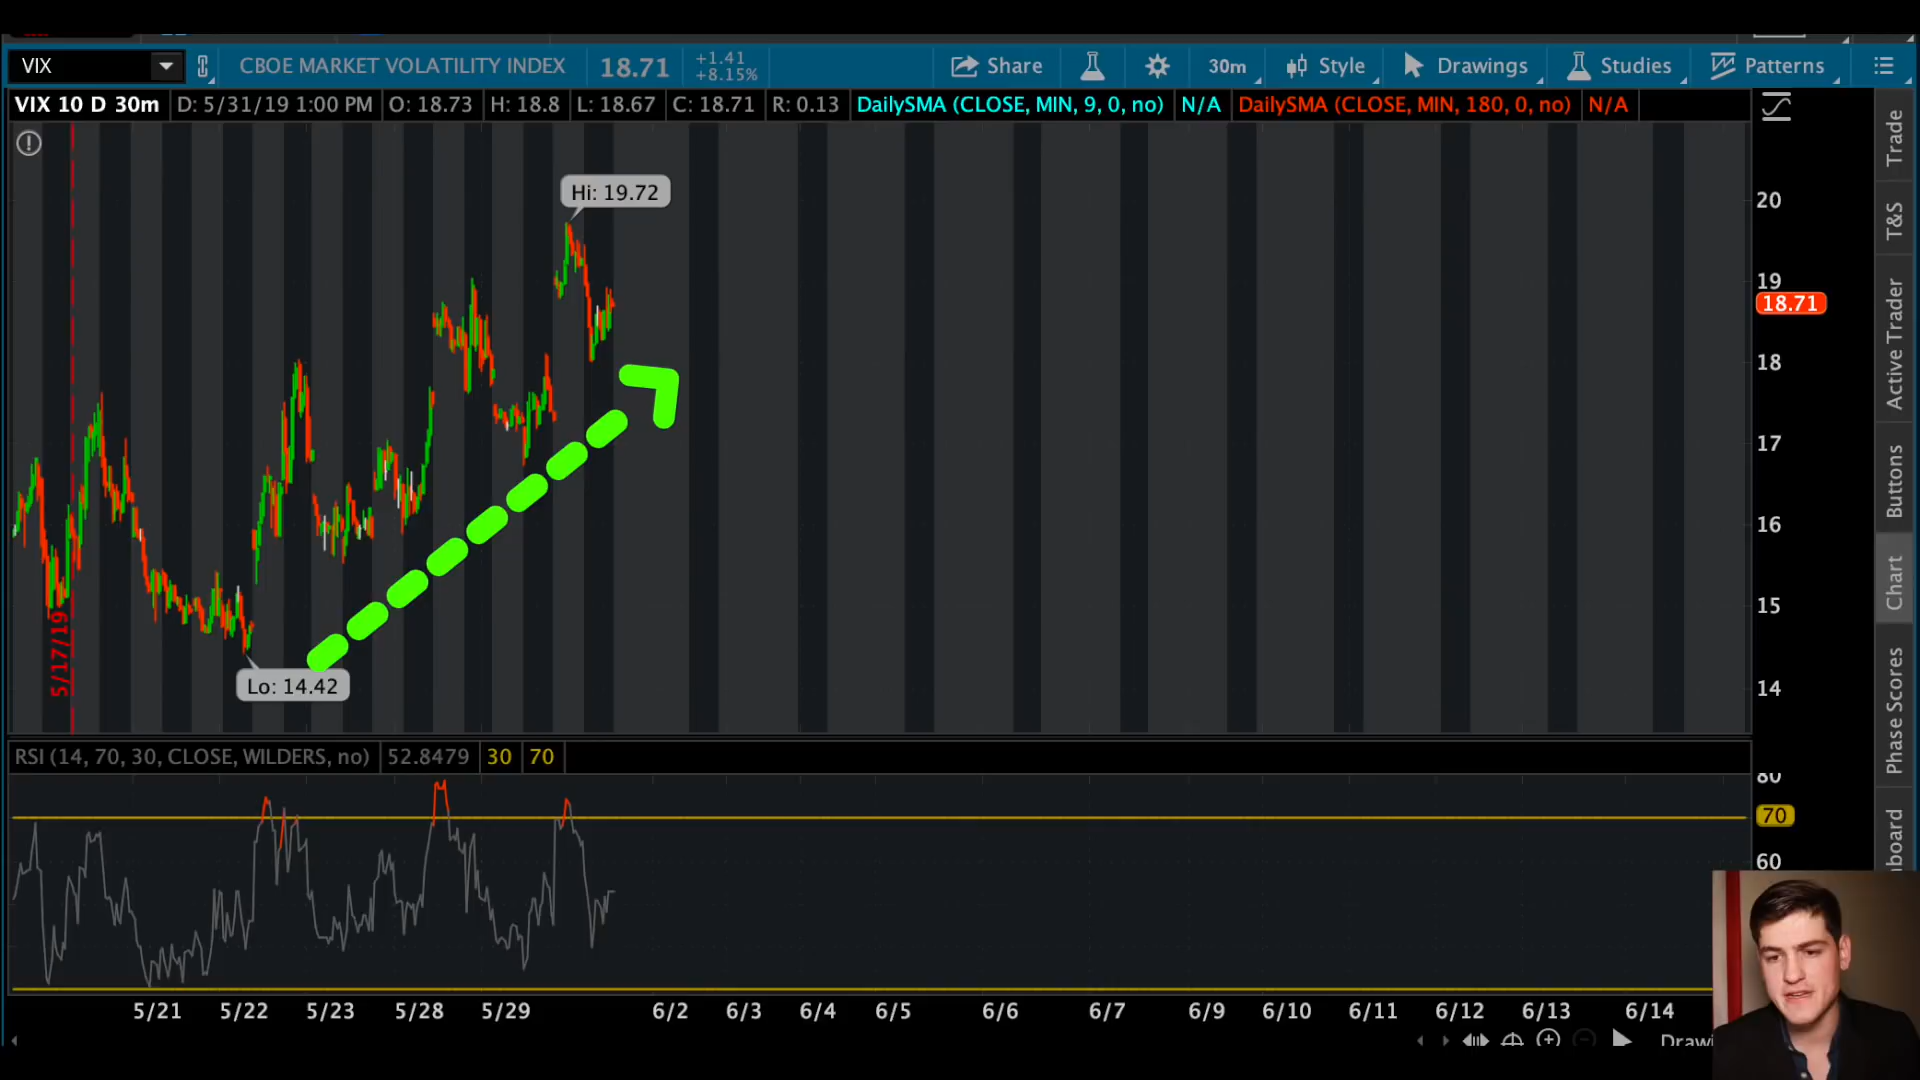 VIX CBOE MARKET VOLATILITY INDEX 18.71 +1.41 +8.15% Share 30m Style Drawings Studies Patterns
VIX 10 D 30m D: 5/31/19 1:00 PM O: 18.73 H: 18.8 L: 18.67 C: 18.71 R: 0.13 DailySMA (CLOSE, MIN, 9, 0, no) N/A DailySMA (CLOSE, MIN, 180, 0, no) N/A
Hi: 19.72
Lo: 14.42
5/17/19
20
19
18.71
18
17
16
15
14
RSI (14, 70, 30, CLOSE, WILDERS, no) 52.8479 30 70
80
70
60
5/21 5/22 5/23 5/28 5/29 6/2 6/3 6/4 6/5 6/6 6/7 6/9 6/10 6/11 6/12 6/13 6/14
Trade
T&S
Active Trader
Buttons
Chart
Phase Scores